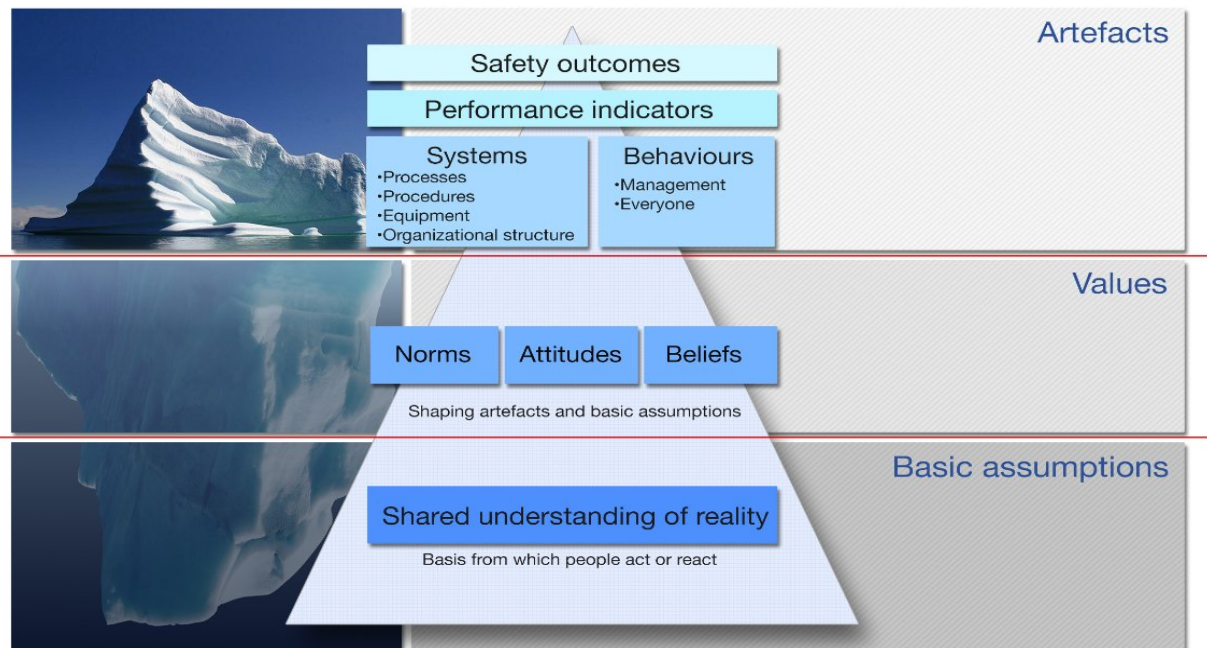 Artefacts
Safety outcomes
Performance indicators
Systems
•Processes
•Procedures
•Equipment
•Organizational structure
Behaviours
•Management
•Everyone
Values
Norms
Attitudes
Beliefs
Shaping artefacts and basic assumptions
Basic assumptions
Shared understanding of reality
Basis from which people act or react